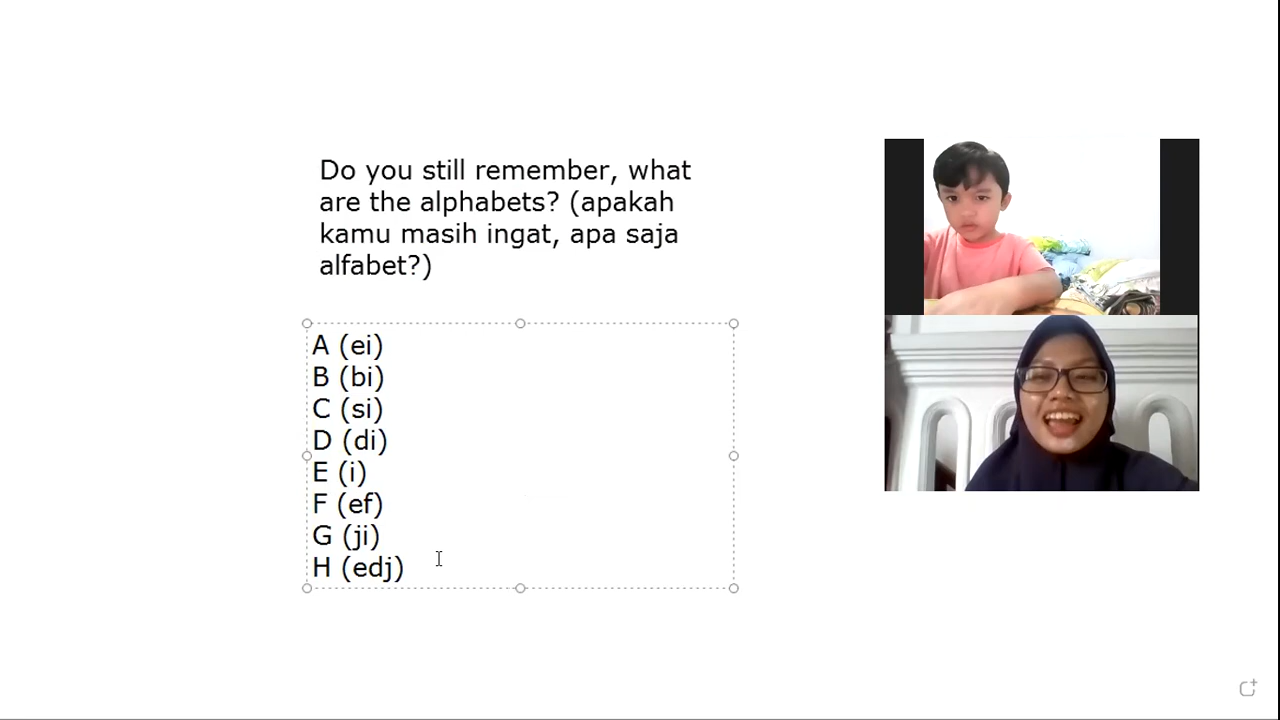 Do you still remember, what
are the alphabets? (apakah
kamu masih ingat, apa saja
alfabet?)
A (ei)
B (bi)
C (si)
D (di)
E (i)
F (ef)
G (ji)
H (edj)